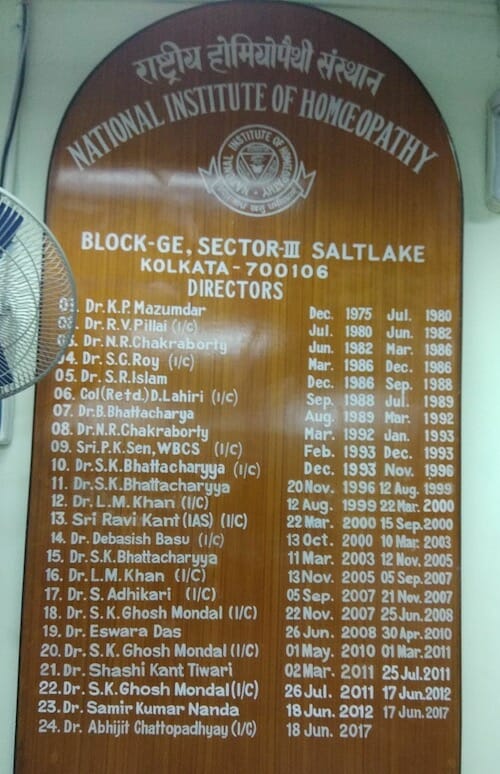 राष्ट्रीय होमियोपैथी संस्थान
NATIONAL INSTITUTE OF HOMŒOPATHY
NATIONAL INSTITUTE OF HOMŒOPATHY
BLOCK-GE, SECTOR-III SALTLAKE
KOLKATA-700106
DIRECTORS
01. Dr.K.P.Mazumdar Dec. 1975 Jul. 1980
02. Dr.R.V.Pillai (I/C) Jul. 1980 Jun. 1982
03. Dr.N.R.Chakraborty Jun. 1982 Mar. 1986
04. Dr.S.G.Roy (I/C) Mar. 1986 Dec. 1986
05. Dr.S.R.Islam Dec. 1986 Sep. 1988
06. Col(Retd.)D.Lahiri (I/C) Sep. 1988 Jul. 1989
07. Dr.B.Bhattacharya Aug. 1989 Mar. 1992
08. Dr.N.R.Chakraborty Mar. 1992 Jan. 1993
09. Sri.P.K.Sen,WBCS (I/C) Feb. 1993 Dec. 1993
10. Dr.S.K.Bhattacharyya (I/C) Dec. 1993 Nov. 1996
11. Dr.S.K.Bhattacharyya 20 Nov. 1996 12 Aug. 1999
12. Dr.L.M.Khan (I/C) 12 Aug. 1999 22 Mar. 2000
13. Sri Ravi Kant (IAS) (I/C) 22 Mar. 2000 15 Sep. 2000
14. Dr. Debasish Basu (I/C) 13 Oct. 2000 10 Mar. 2003
15. Dr.S.K.Bhattacharyya 11 Mar. 2003 12 Nov. 2005
16. Dr.L.M.Khan (I/C) 13 Nov. 2005 05 Sep. 2007
17. Dr.S.Adhikari (I/C) 05 Sep. 2007 21 Nov. 2007
18. Dr.S.K.Ghosh Mondal (I/C) 22 Nov. 2007 25 Jun. 2008
19. Dr.Eswara Das 26 Jun. 2008 30 Apr. 2010
20. Dr.S.K.Ghosh Mondal (I/C) 01 May. 2010 01 Mar. 2011
21. Dr.Shashi Kant Tiwari 02 Mar. 2011 25 Jul. 2011
22. Dr.S.K.Ghosh Mondal (I/C) 26 Jul. 2011 17 Jun. 2012
23. Dr.Samir Kumar Nanda 18 Jun. 2012 17 Jun. 2017
24. Dr. Abhijit Chattopadhyay (I/C) 18 Jun. 2017